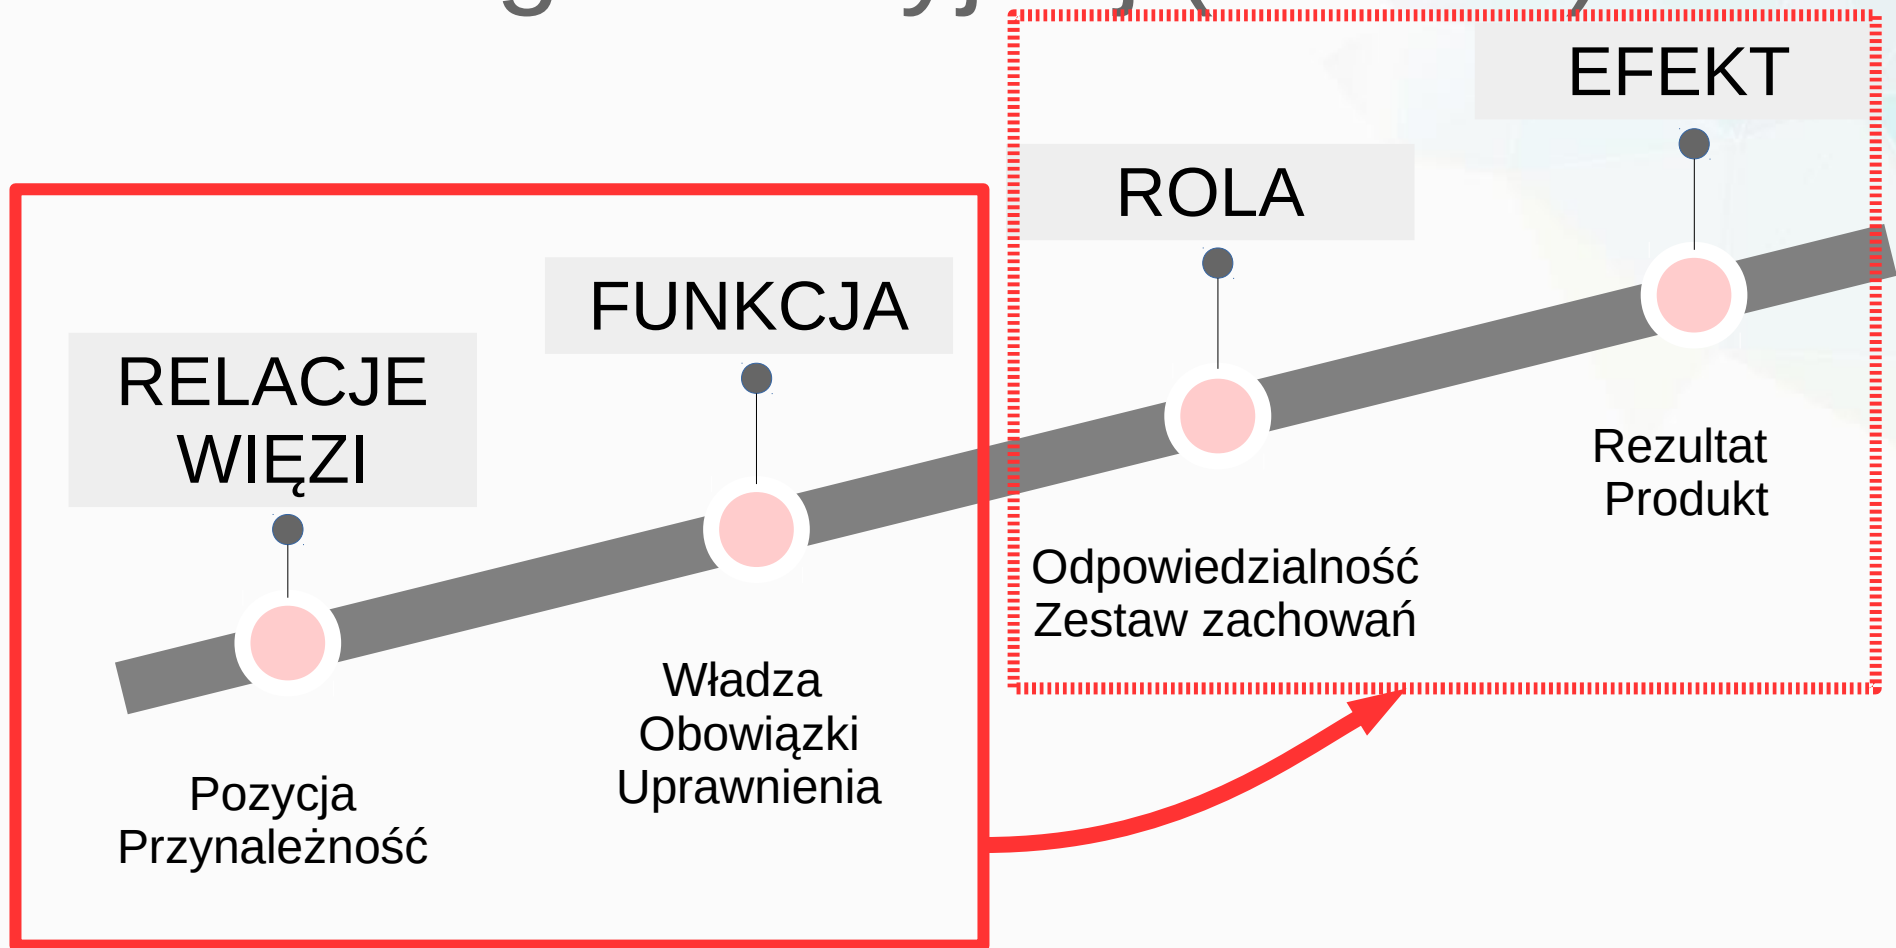 RELACJE
WIĘZI
Pozycja
Przynależność
FUNKCJA
Władza
Obowiązki
Uprawnienia
ROLA
Odpowiedzialność
Zestaw zachowań
EFEKT
Rezultat
Produkt